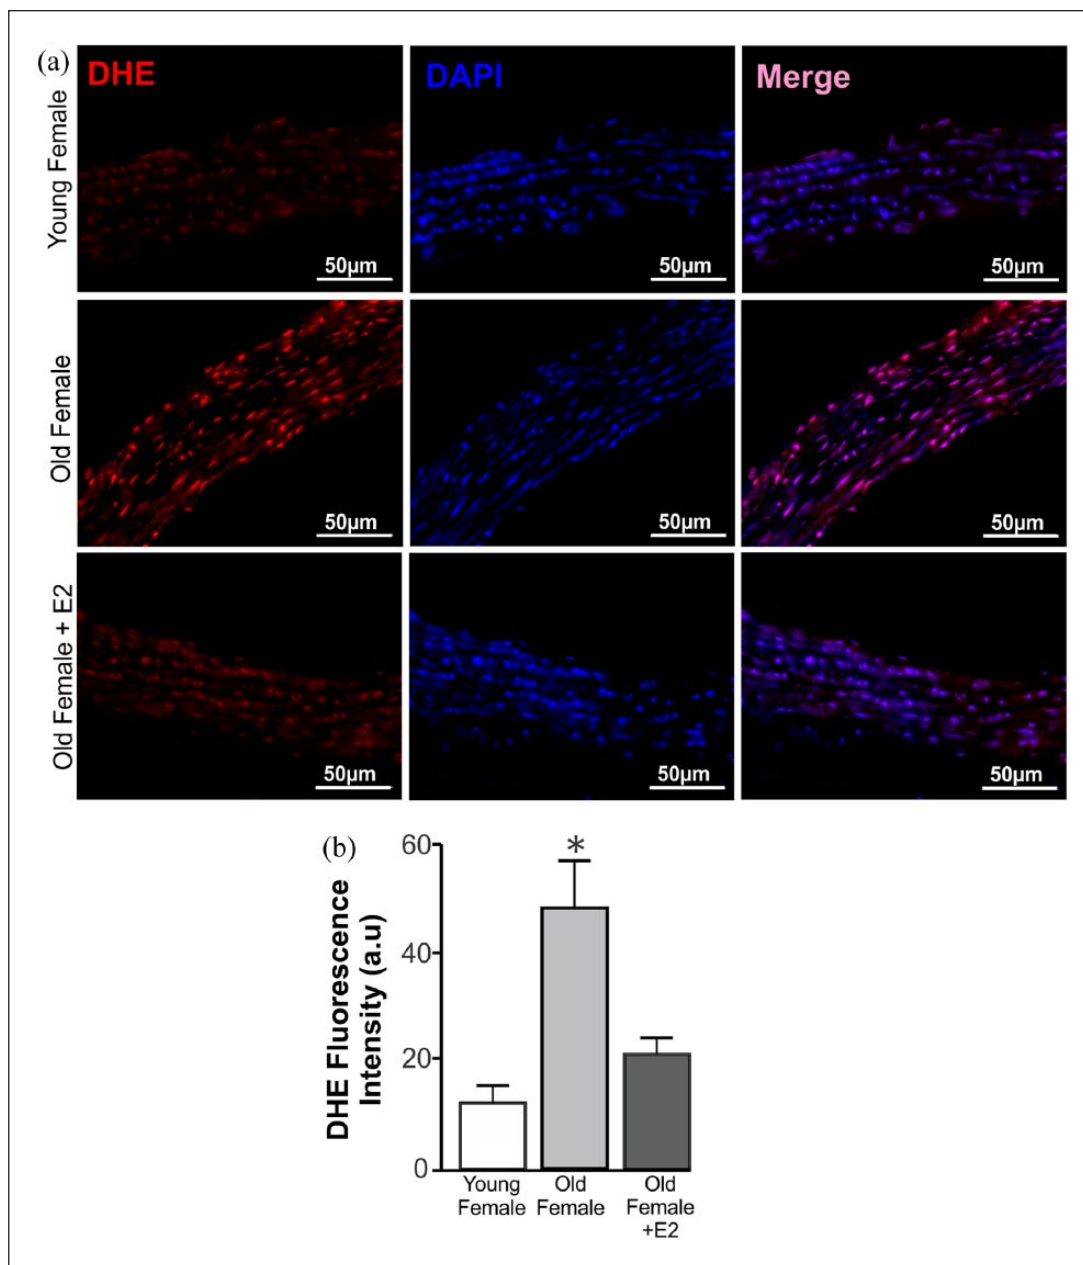 (a)
DHE
DAPI
Merge
Young Female
50µm
50µm
50µm
Old Female
50µm
50µm
50µm
Old Female + E2
50µm
50µm
50µm
(b)
DHE Fluorescence
Intensity (a.u)
60
40
20
0
*
Young
Female
Old
Female
Old
Female
+E2